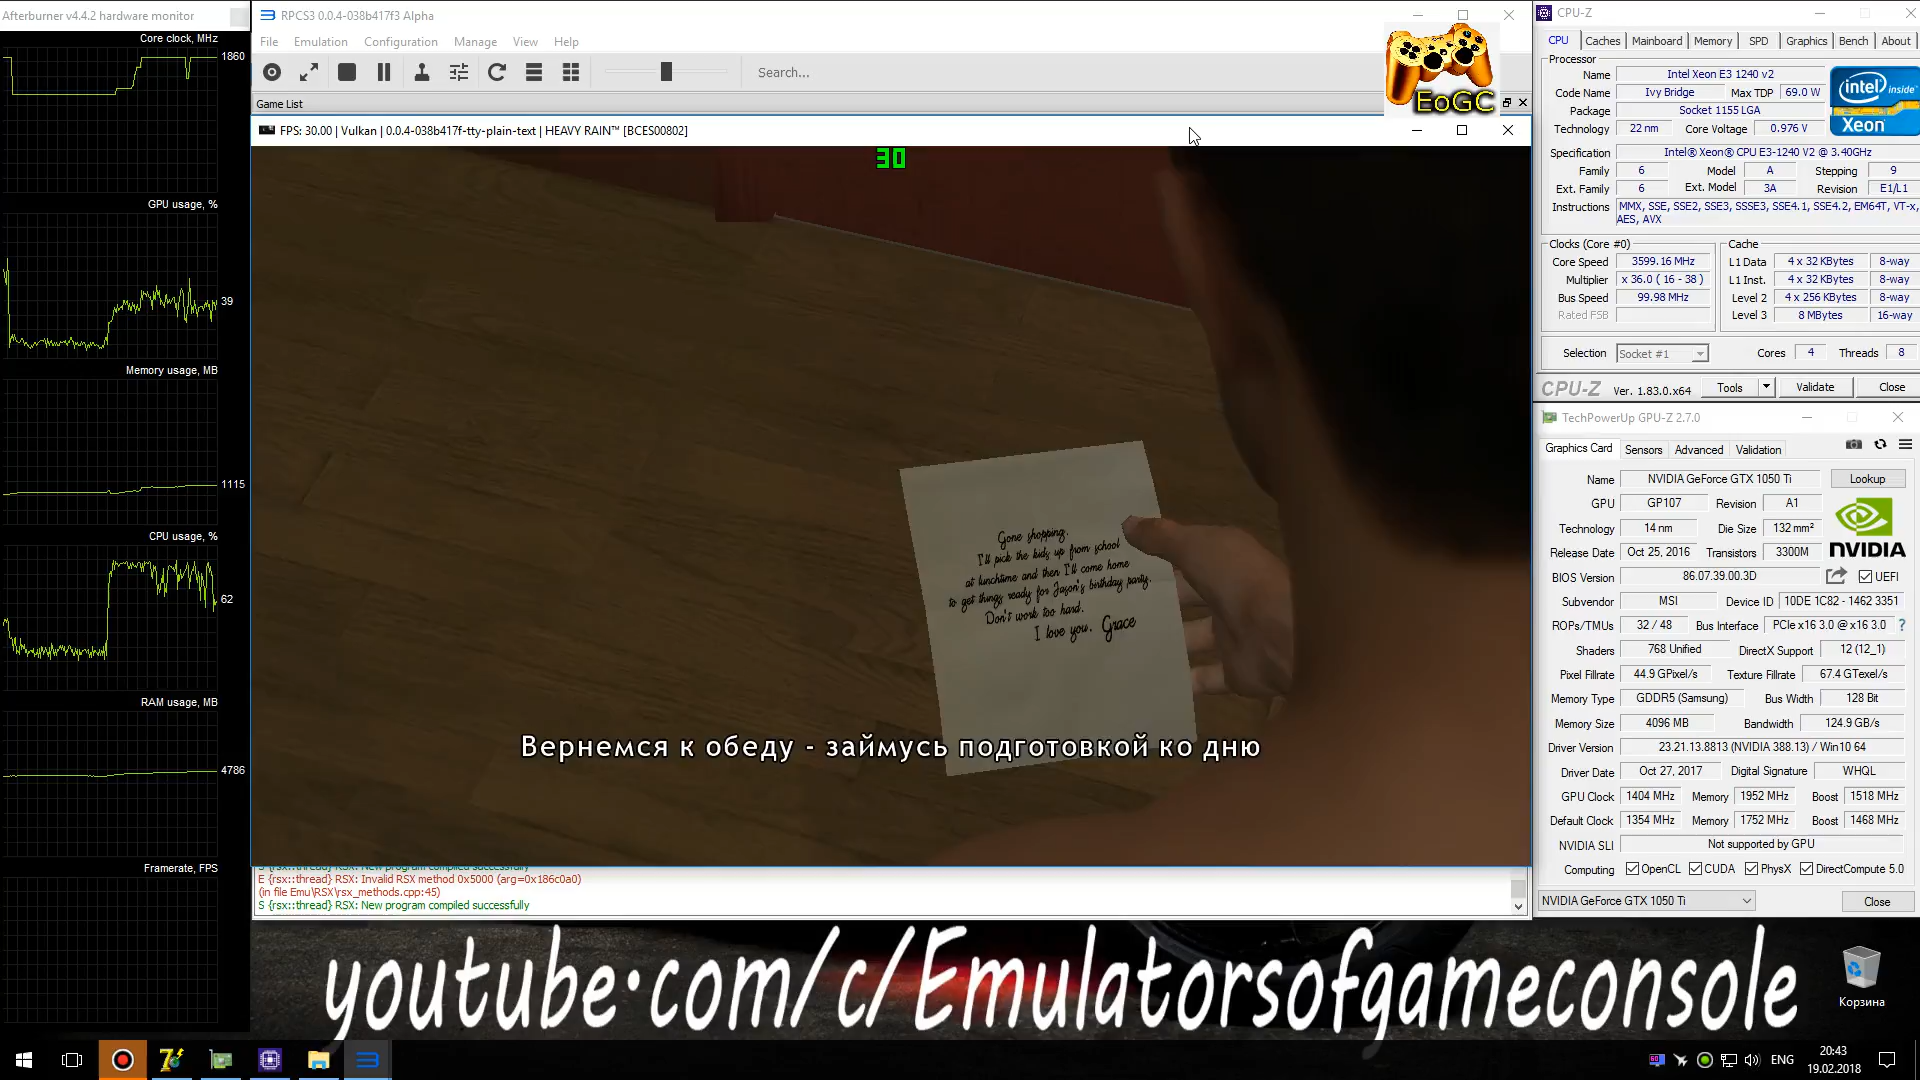 Afterburner v4.4.2 hardware monitor
Core clock, MHz
1860
GPU usage, %
39
Memory usage, MB
1115
CPU usage, %
62
RAM usage, MB
4786
Framerate, FPS
RPCS3 0.0.4-038b417f3 Alpha
File Emulation Configuration Manage View Help
Search...
EoGC
Game List
FPS: 30.00 | Vulkan | 0.0.4-038b417f-tty-plain-text | HEAVY RAIN™ [BCES00802]
30
Gone shopping.
I'll pick the kids up from school
at lunchtime and then I'll come home
to get things ready for Jason's birthday party.
Don't work too hard.
I love you. Grace
Вернемся к обеду - займусь подготовкой ко дню
S {rsx::thread} RSX: New program compiled successfully
E {rsx::thread} RSX: Invalid RSX method 0x5000 (arg=0x186c0a0)
(in file Emu\RSX\rsx_methods.cpp:45)
S {rsx::thread} RSX: New program compiled successfully
CPU-Z
CPU Caches Mainboard Memory SPD Graphics Bench About
Processor
Name Intel Xeon E3 1240 v2
Code Name Ivy Bridge Max TDP 69.0 W
Package Socket 1155 LGA
Technology 22 nm Core Voltage 0.976 V
intel inside™
Xeon
Specification Intel® Xeon® CPU E3-1240 V2 @ 3.40GHz
Family 6 Model A Stepping 9
Ext. Family 6 Ext. Model 3A Revision E1/L1
Instructions MMX, SSE, SSE2, SSE3, SSSE3, SSE4.1, SSE4.2, EM64T, VT-x,
AES, AVX
Clocks (Core #0)
Core Speed 3599.16 MHz
Multiplier x 36.0 ( 16 - 38 )
Bus Speed 99.98 MHz
Rated FSB
Cache
L1 Data 4 x 32 KBytes 8-way
L1 Inst. 4 x 32 KBytes 8-way
Level 2 4 x 256 KBytes 8-way
Level 3 8 MBytes 16-way
Selection Socket #1 Cores 4 Threads 8
CPU-Z Ver. 1.83.0.x64 Tools Validate Close
TechPowerUp GPU-Z 2.7.0
Graphics Card Sensors Advanced Validation
Name NVIDIA GeForce GTX 1050 Ti Lookup
GPU GP107 Revision A1
Technology 14 nm Die Size 132 mm²
Release Date Oct 25, 2016 Transistors 3300M
NVIDIA
BIOS Version 86.07.39.00.3D UEFI
Subvendor MSI Device ID 10DE 1C82 - 1462 3351
ROPs/TMUs 32 / 48 Bus Interface PCIe x16 3.0 @ x16 3.0 ?
Shaders 768 Unified DirectX Support 12 (12_1)
Pixel Fillrate 44.9 GPixel/s Texture Fillrate 67.4 GTexel/s
Memory Type GDDR5 (Samsung) Bus Width 128 Bit
Memory Size 4096 MB Bandwidth 124.9 GB/s
Driver Version 23.21.13.8813 (NVIDIA 388.13) / Win10 64
Driver Date Oct 27, 2017 Digital Signature WHQL
GPU Clock 1404 MHz Memory 1952 MHz Boost 1518 MHz
Default Clock 1354 MHz Memory 1752 MHz Boost 1468 MHz
NVIDIA SLI Not supported by GPU
Computing OpenCL CUDA PhysX DirectCompute 5.0
NVIDIA GeForce GTX 1050 Ti Close
youtube.com/c/Emulatorsofgameconsole
Корзина
ENG
20:43
19.02.2018